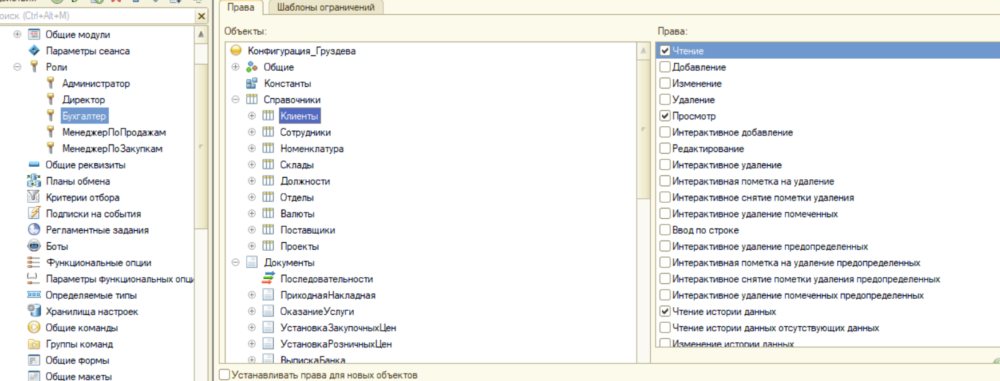 Поиск (Ctrl+Alt+M)
Общие модули
Параметры сеанса
Роли
Администратор
Директор
Бухгалтер
МенеджерПоПродажам
МенеджерПоЗакупкам
Общие реквизиты
Планы обмена
Критерии отбора
Подписки на события
Регламентные задания
Боты
Функциональные опции
Параметры функциональных опц
Определяемые типы
Хранилища настроек
Общие команды
Группы команд
Общие формы
Общие макеты
Права
Шаблоны ограничений
Объекты:
Конфигурация_Груздева
Общие
Константы
Справочники
Клиенты
Сотрудники
Номенклатура
Склады
Должности
Отделы
Валюты
Поставщики
Проекты
Документы
Последовательности
ПриходнаяНакладная
ОказаниеУслуги
УстановкаЗакупочныхЦен
УстановкаРозничныхЦен
ВыпискаБанка
Устанавливать права для новых объектов
Права:
Чтение
Добавление
Изменение
Удаление
Просмотр
Интерактивное добавление
Редактирование
Интерактивное удаление
Интерактивная пометка на удаление
Интерактивное снятие пометки удаления
Интерактивное удаление помеченных
Ввод по строке
Интерактивное удаление предопределенных
Интерактивная пометка на удаление предопределенных
Интерактивное снятие пометки удаления предопределенных
Интерактивное удаление помеченных предопределенных
Чтение истории данных
Чтение истории данных отсутствующих данных
Изменение истории данных